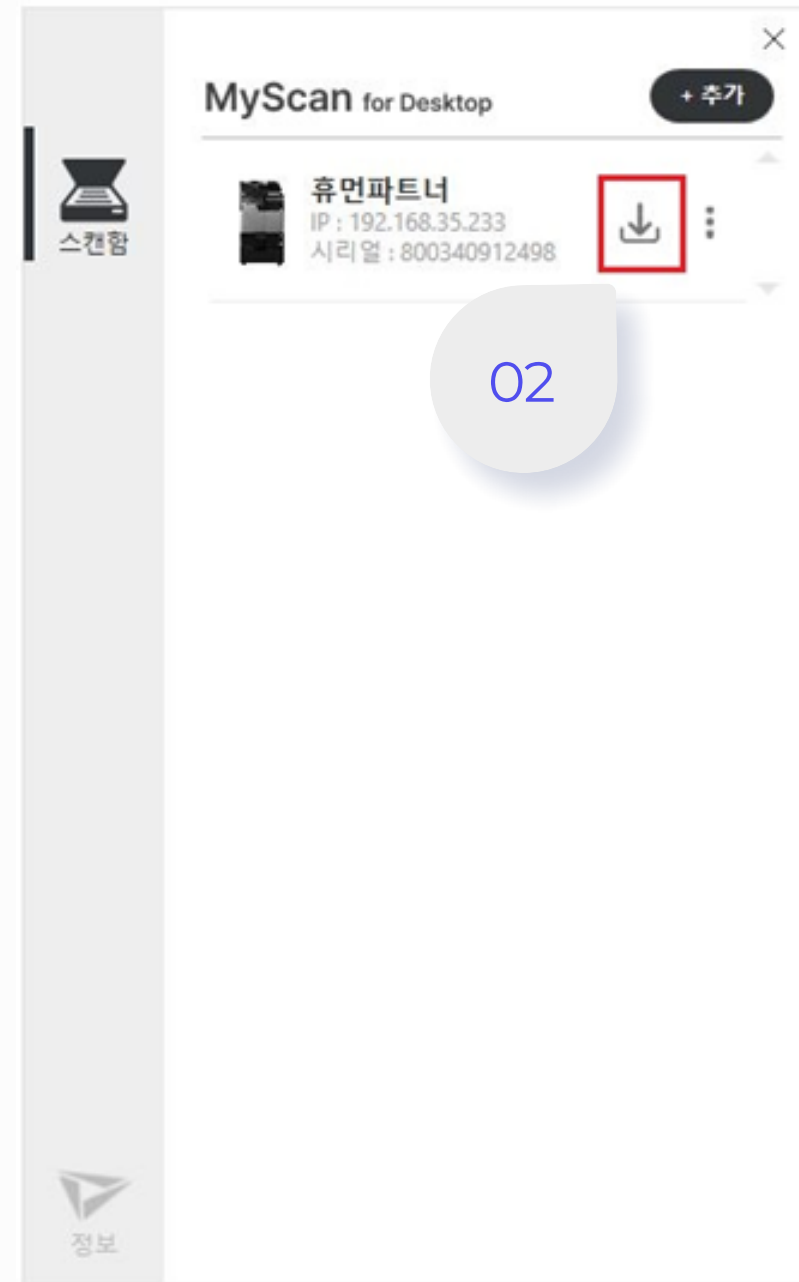 MyScan for Desktop
+ 추가
스캔함
휴먼파트너
IP : 192.168.35.233
시리얼 : 800340912498
02
정보